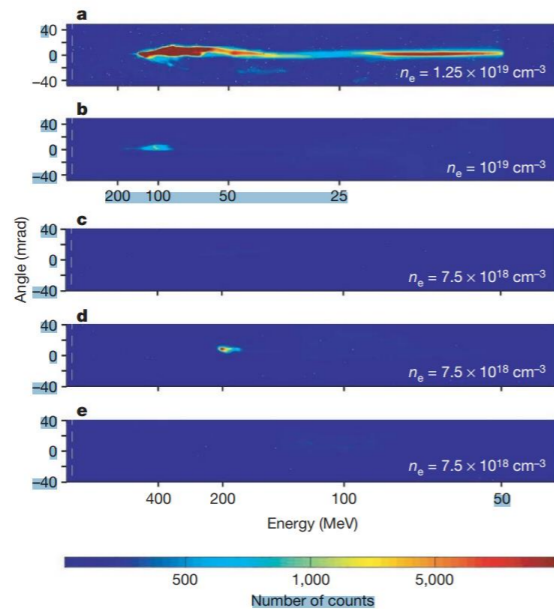 a
40
0
−40
nₑ = 1.25 × 10¹⁹ cm⁻³
b
40
0
−40
nₑ = 10¹⁹ cm⁻³
200 100 50 25
c
40
0
−40
nₑ = 7.5 × 10¹⁸ cm⁻³
d
40
0
−40
nₑ = 7.5 × 10¹⁸ cm⁻³
e
40
0
−40
nₑ = 7.5 × 10¹⁸ cm⁻³
Angle (mrad)
400 200 100 50
Energy (MeV)
500 1,000 5,000
Number of counts